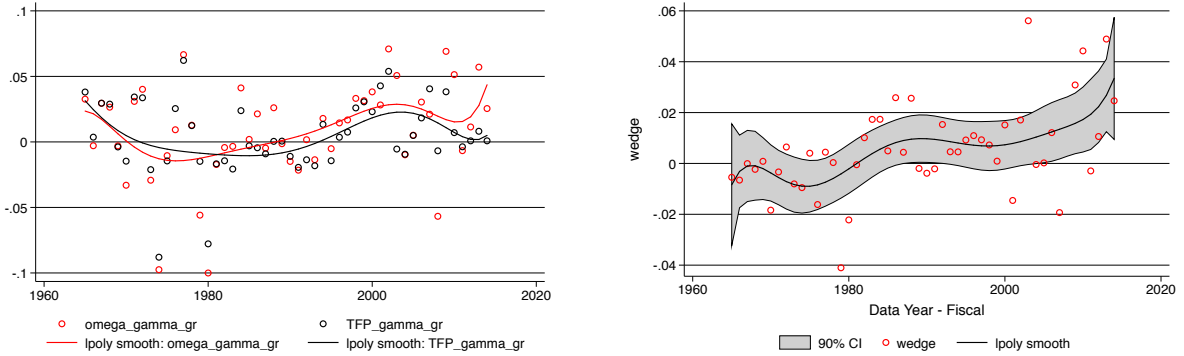 .1
.05
0
-.05
-.1
1960
1980
2000
2020
omega_gamma_gr
TFP_gamma_gr
lpoly smooth: omega_gamma_gr
lpoly smooth: TFP_gamma_gr
wedge
.06
.04
.02
0
-.02
-.04
1960
1980
2000
2020
Data Year - Fiscal
90% CI
wedge
lpoly smooth